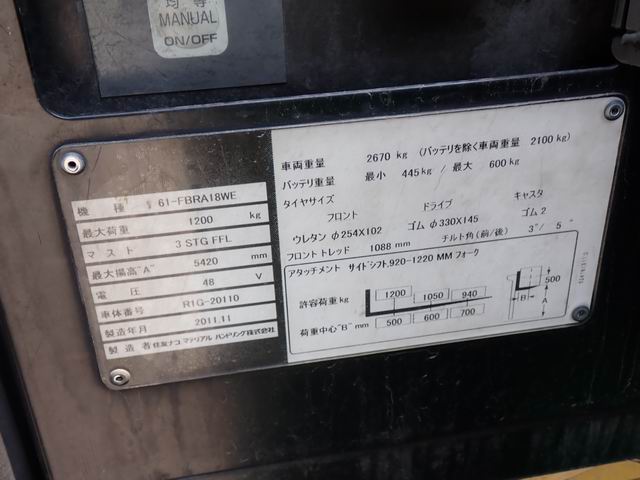 均等
MANUAL
ON/OFF
機 種 61-FBRA18WE
最大荷重 1200 kg
マスト 3 STG FFL
最大揚高"A" 5420 mm
電 圧 48 V
車体番号 R1G-20110
製造年月 2011.11
製 造 者 住友ナコ マテリアル ハンドリング株式会社
車両重量 2670 kg (バッテリを除く車両重量 2100 kg)
バッテリ重量 最小 445 kg / 最大 600 kg
タイヤサイズ
フロント ドライブ キャスタ
ウレタン φ254X102 ゴム φ330X145 ゴム 2
フロント トレッド 1088 mm チルト角(前/後) 3°/ 5°
アタッチメント サイドシフト,920-1220 MM フォーク
許容荷重 kg 1200 1050 940
荷重中心"B" mm 500 600 700
500
B
A